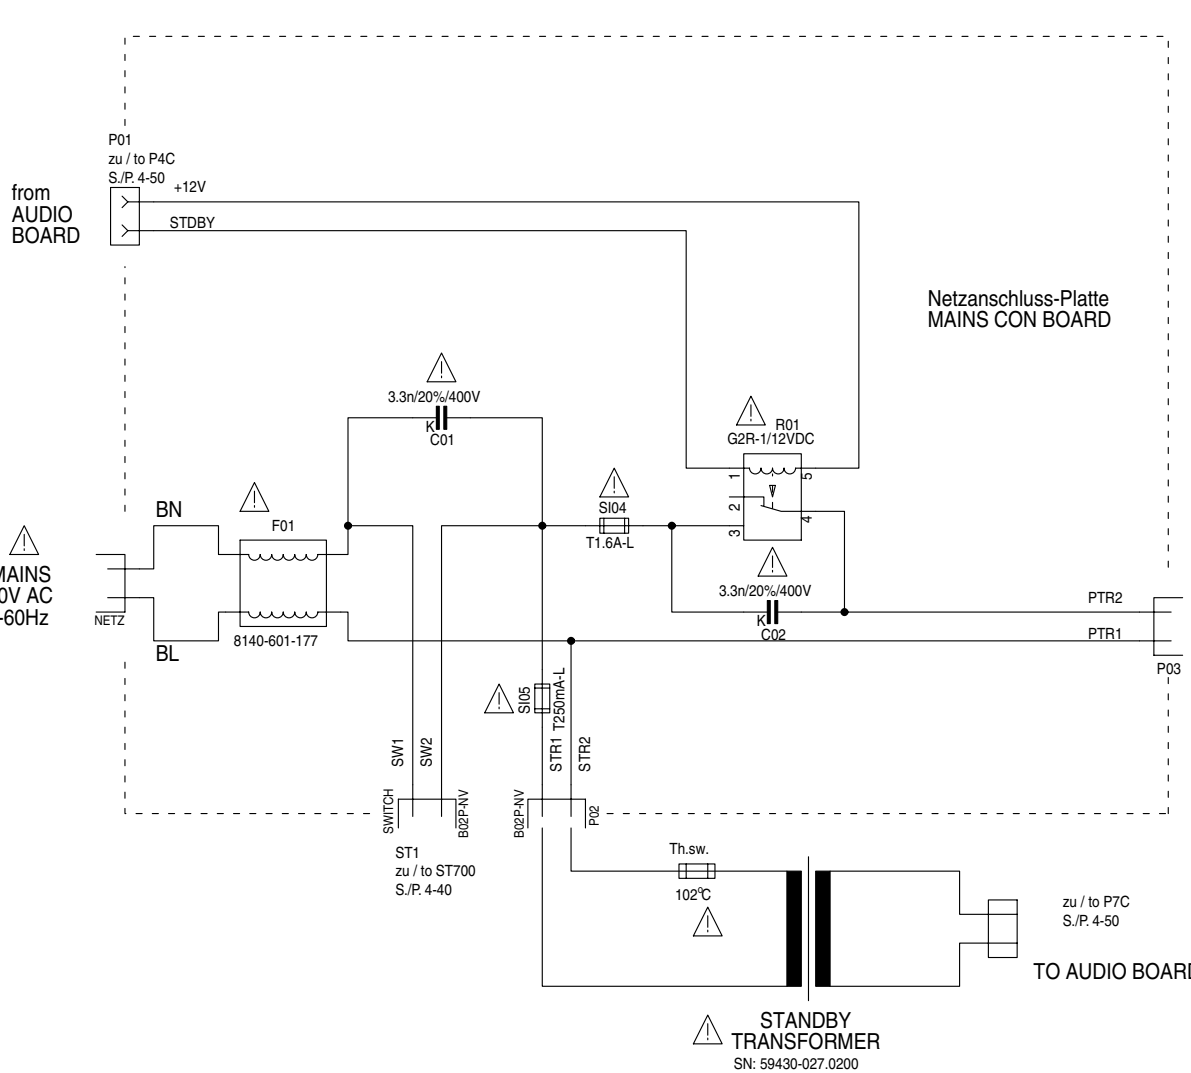 P01
zu / to P4C
S./P. 4-50
from
AUDIO
BOARD
+12V
STDBY
Netzanschluss-Platte
MAINS CON BOARD
3.3n/20%/400V
K
C01
R01
G2R-1/12VDC
1
5
2
4
3
BN
F01
SI04
T1.6A-L
MAINS
0V AC
-60Hz
NETZ
BL
8140-601-177
3.3n/20%/400V
K
C02
PTR2
PTR1
P03
SI05
T250mA-L
SW1
SW2
STR1
STR2
SWITCH
B02P-NV
B02P-NV
P02
ST1
zu / to ST700
S./P. 4-40
Th.sw.
102°C
zu / to P7C
S./P. 4-50
TO AUDIO BOARD
STANDBY
TRANSFORMER
SN: 59430-027.0200